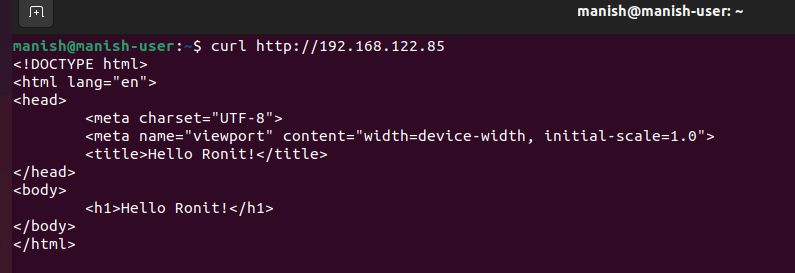 manish@manish-user: ~
manish@manish-user:~$ curl http://192.168.122.85
<!DOCTYPE html>
<html lang="en">
<head>
        <meta charset="UTF-8">
        <meta name="viewport" content="width=device-width, initial-scale=1.0">
        <title>Hello Ronit!</title>
</head>
<body>
        <h1>Hello Ronit!</h1>
</body>
</html>